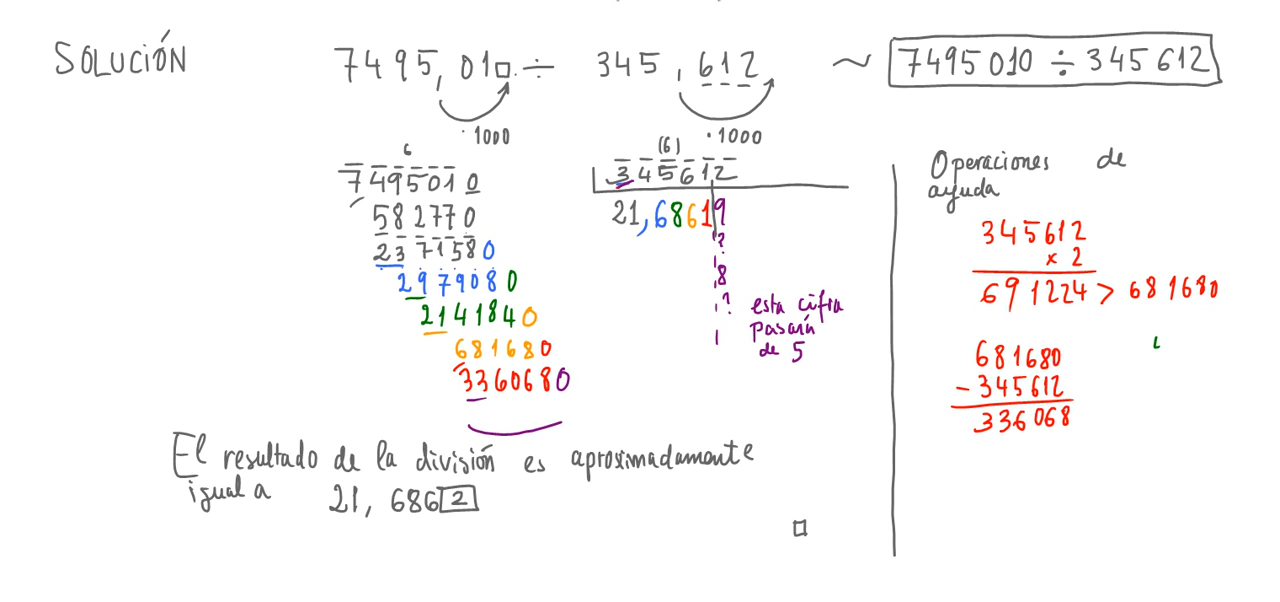 SOLUCIÓN
7495,010 ÷ 345,612 ~ 7495010 ÷ 345612
· 1000
· 1000
6
(6)
7495010
345612
582770
21,68619
2371580
?
2979080
8
2141840
?
681680
3360680
esta cifra
pasaría
de 5
Operaciones de
ayuda
345612
x 2
691224 > 681680
681680
- 345612
336068
El resultado de la división es aproximadamente
igual a 21, 6862